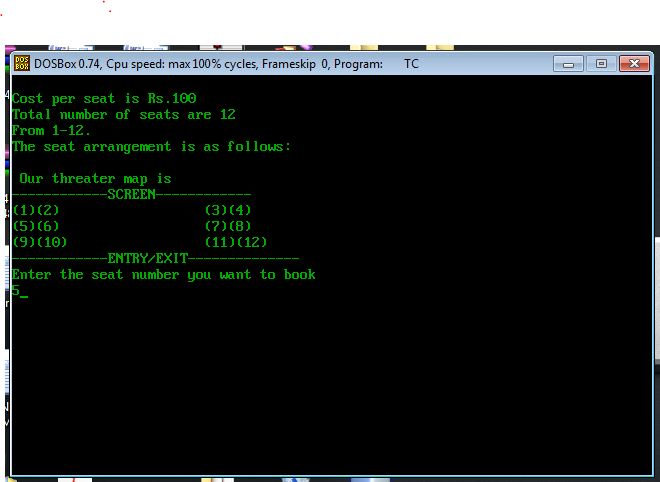 DOS BOX DOSBox 0.74, Cpu speed: max 100% cycles, Frameskip 0, Program: TC
Cost per seat is Rs.100
Total number of seats are 12
From 1-12.
The seat arrangement is as follows:
Our threater map is
------------SCREEN------------
(1)(2) (3)(4)
(5)(6) (7)(8)
(9)(10) (11)(12)
------------ENTRY/EXIT--------------
Enter the seat number you want to book
5_